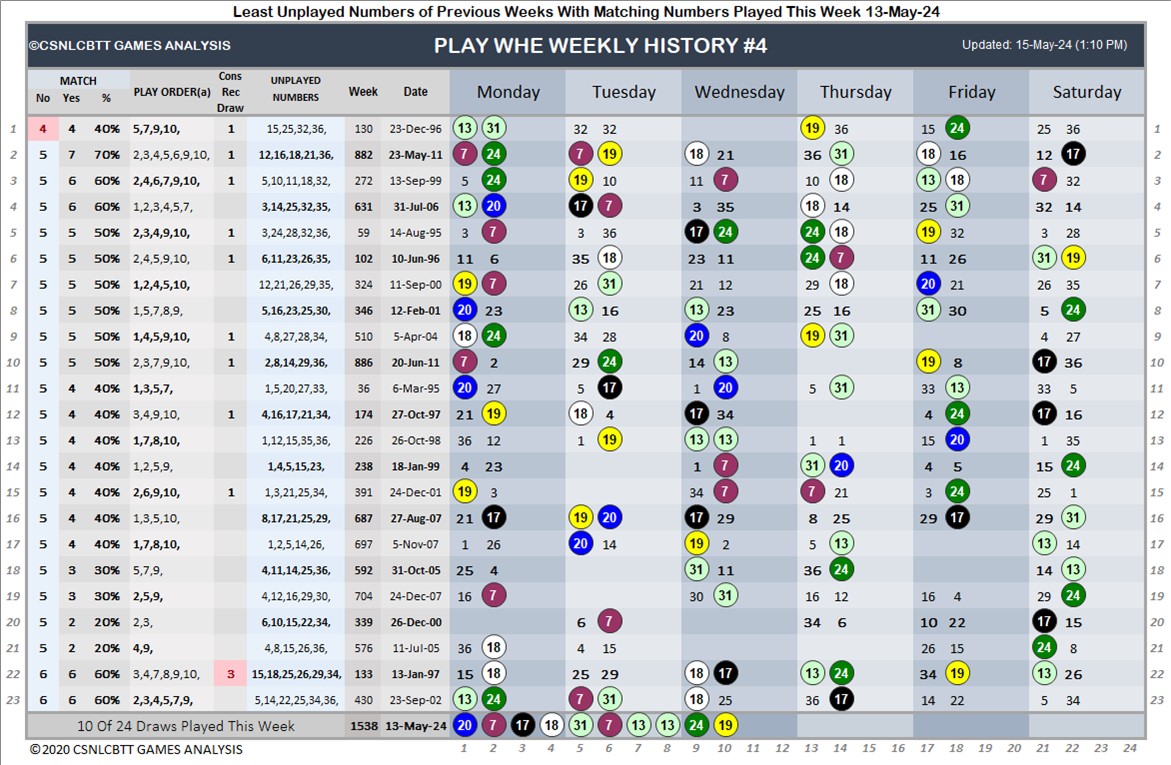 Least Unplayed Numbers of Previous Weeks With Matching Numbers Played This Week 13-May-24
©CSNLCBTT GAMES ANALYSIS PLAY WHE WEEKLY HISTORY #4 Updated: 15-May-24 (1:10 PM)
MATCH
No Yes % PLAY ORDER(a) Cons Rec Draw UNPLAYED NUMBERS Week Date Monday Tuesday Wednesday Thursday Friday Saturday
1 4 4 40% 5,7,9,10, 1 15,25,32,36, 130 23-Dec-96 13 31 32 32 19 36 15 24 25 36 1
2 5 7 70% 2,3,4,5,6,9,10, 1 12,16,18,21,36, 882 23-May-11 7 24 7 19 18 21 36 31 18 16 12 17 2
3 5 6 60% 2,4,6,7,9,10, 1 5,10,11,18,32, 272 13-Sep-99 5 24 19 10 11 7 10 18 13 18 7 32 3
4 5 6 60% 1,2,3,4,5,7, 3,14,25,32,35, 631 31-Jul-06 13 20 17 7 3 35 18 14 25 31 32 14 4
5 5 5 50% 2,3,4,9,10, 1 3,24,28,32,36, 59 14-Aug-95 3 7 3 36 17 24 24 18 19 32 3 28 5
6 5 5 50% 2,4,5,9,10, 1 6,11,23,26,35, 102 10-Jun-96 11 6 35 18 23 11 24 7 11 26 31 19 6
7 5 5 50% 1,2,4,5,10, 12,21,26,29,35, 324 11-Sep-00 19 7 26 31 21 12 29 18 20 21 26 35 7
8 5 5 50% 1,5,7,8,9, 5,16,23,25,30, 346 12-Feb-01 20 23 13 16 13 23 25 16 31 30 5 24 8
9 5 5 50% 1,4,5,9,10, 1 4,8,27,28,34, 510 5-Apr-04 18 24 34 28 20 8 19 31 4 27 9
10 5 5 50% 2,3,7,9,10, 1 2,8,14,29,36, 886 20-Jun-11 7 2 29 24 14 13 19 8 17 36 10
11 5 4 40% 1,3,5,7, 1,5,20,27,33, 36 6-Mar-95 20 27 5 17 1 20 5 31 33 13 33 5 11
12 5 4 40% 3,4,9,10, 1 4,16,17,21,34, 174 27-Oct-97 21 19 18 4 17 34 4 24 17 16 12
13 5 4 40% 1,7,8,10, 1,12,15,35,36, 226 26-Oct-98 36 12 1 19 13 13 1 1 15 20 1 35 13
14 5 4 40% 1,2,5,9, 1,4,5,15,23, 238 18-Jan-99 4 23 1 7 31 20 4 5 15 24 14
15 5 4 40% 2,6,9,10, 1 1,3,21,25,34, 391 24-Dec-01 19 3 34 7 7 21 3 24 25 1 15
16 5 4 40% 1,3,5,10, 8,17,21,25,29, 687 27-Aug-07 21 17 19 20 17 29 8 25 29 17 29 31 16
17 5 4 40% 1,7,8,10, 1,2,5,14,26, 697 5-Nov-07 1 26 20 14 19 2 5 13 13 14 17
18 5 3 30% 5,7,9, 4,11,14,25,36, 592 31-Oct-05 25 4 31 11 36 24 14 13 18
19 5 3 30% 2,5,9, 4,12,16,29,30, 704 24-Dec-07 16 7 30 31 16 12 16 4 29 24 19
20 5 2 20% 2,3, 6,10,15,22,34, 339 26-Dec-00 6 7 34 6 10 22 17 15 20
21 5 2 20% 4,9, 4,8,15,26,36, 576 11-Jul-05 36 18 4 15 26 15 24 8 21
22 6 6 60% 3,4,7,8,9,10, 3 15,18,25,26,29,34, 133 13-Jan-97 15 18 25 29 18 17 13 24 34 19 13 26 22
23 6 6 60% 2,3,4,5,7,9, 5,14,22,25,34,36, 430 23-Sep-02 13 24 7 31 18 25 36 17 14 22 5 34 23
10 Of 24 Draws Played This Week 1538 13-May-24 20 7 17 18 31 7 13 13 24 19
©2020 CSNLCBTT GAMES ANALYSIS 1 2 3 4 5 6 7 8 9 10 11 12 13 14 15 16 17 18 19 20 21 22 23 24